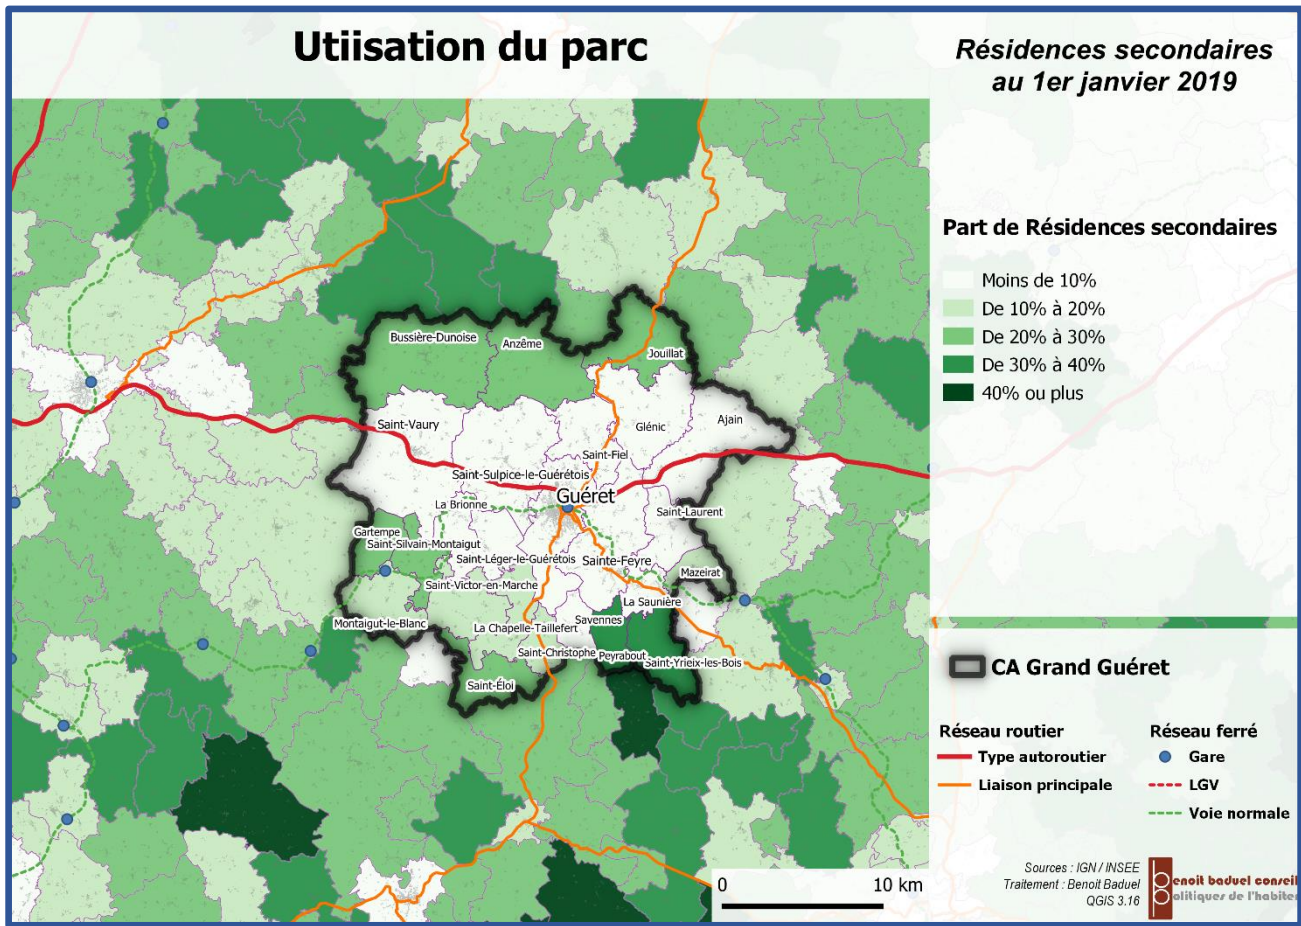 Utiisation du parc
Résidences secondaires
au 1er janvier 2019
Part de Résidences secondaires
Moins de 10%
De 10% à 20%
De 20% à 30%
De 30% à 40%
40% ou plus
Bussière-Dunoise
Anzême
Jouillat
Saint-Vaury
Glénic
Ajain
Saint-Fiel
Saint-Sulpice-le-Guérétois
Guéret
La Brionne
Saint-Laurent
Gartempe
Saint-Silvain-Montaigut
Saint-Léger-le-Guérétois
Sainte-Feyre
Mazeirat
Saint-Victor-en-Marche
La Saunière
Montaigut-le-Blanc
La Chapelle-Taillefert
Savennes
Saint-Christophe
Peyrabout
Saint-Yrieix-les-Bois
Saint-Éloi
CA Grand Guéret
Réseau routier
Type autoroutier
Liaison principale
Réseau ferré
Gare
LGV
Voie normale
0 10 km
Sources : IGN / INSEE
Traitement : Benoit Baduel
QGIS 3.16
benoit baduel conseil
politiques de l'habiter